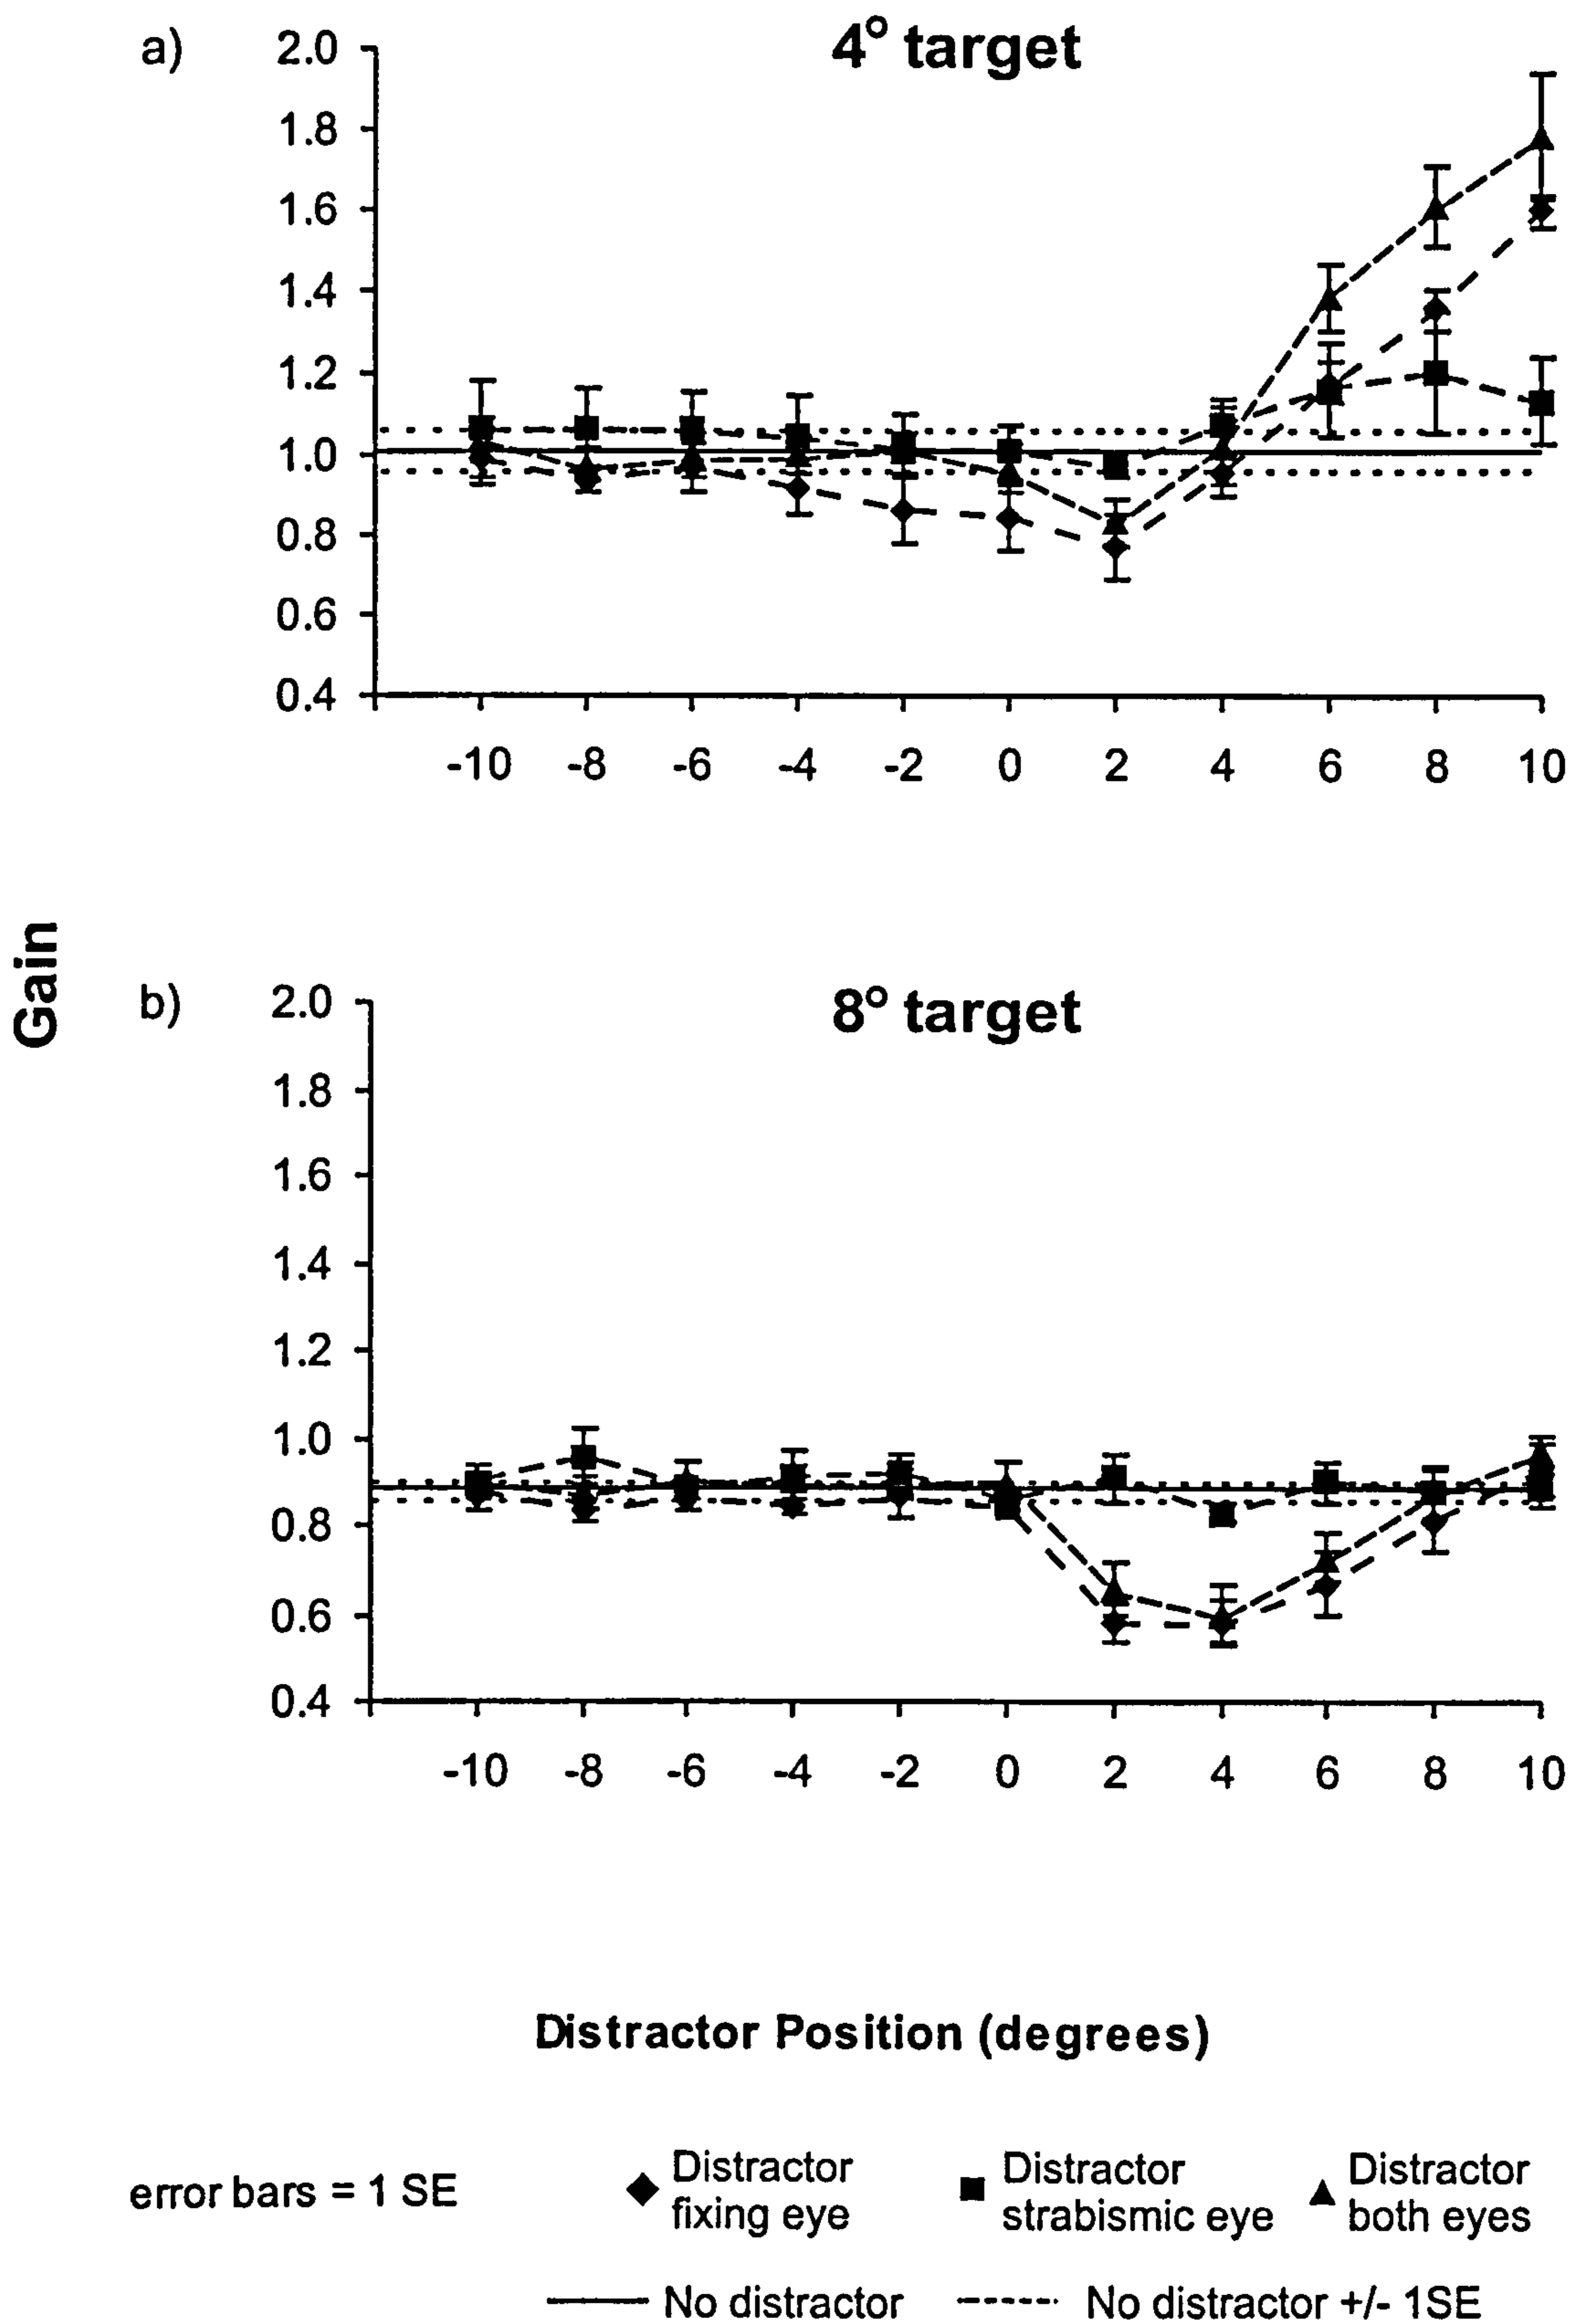 a)
4° target
2.0
1.8
1.6
1.4
1.2
1.0
0.8
0.6
0.4
-10 -8 -6 -4 -2 0 2 4 6 8 10
Gain
b)
8° target
2.0
1.8
1.6
1.4
1.2
1.0
0.8
0.6
0.4
-10 -8 -6 -4 -2 0 2 4 6 8 10
Distractor Position (degrees)
error bars = 1 SE
Distractor
fixing eye
Distractor
strabismic eye
Distractor
both eyes
No distractor
No distractor +/- 1SE